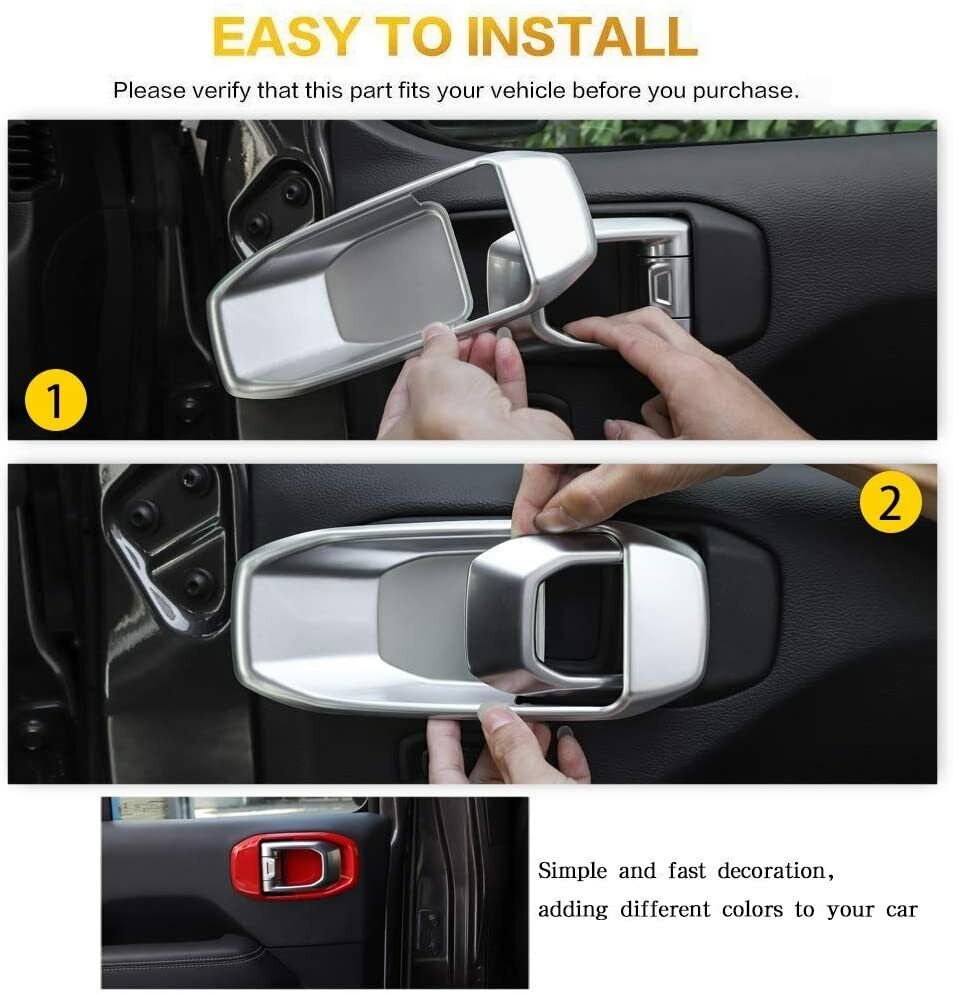 EASY TO INSTALL
Please verify that this part fits your vehicle before you purchase.
1
2
Simple and fast decoration,
adding different colors to your car